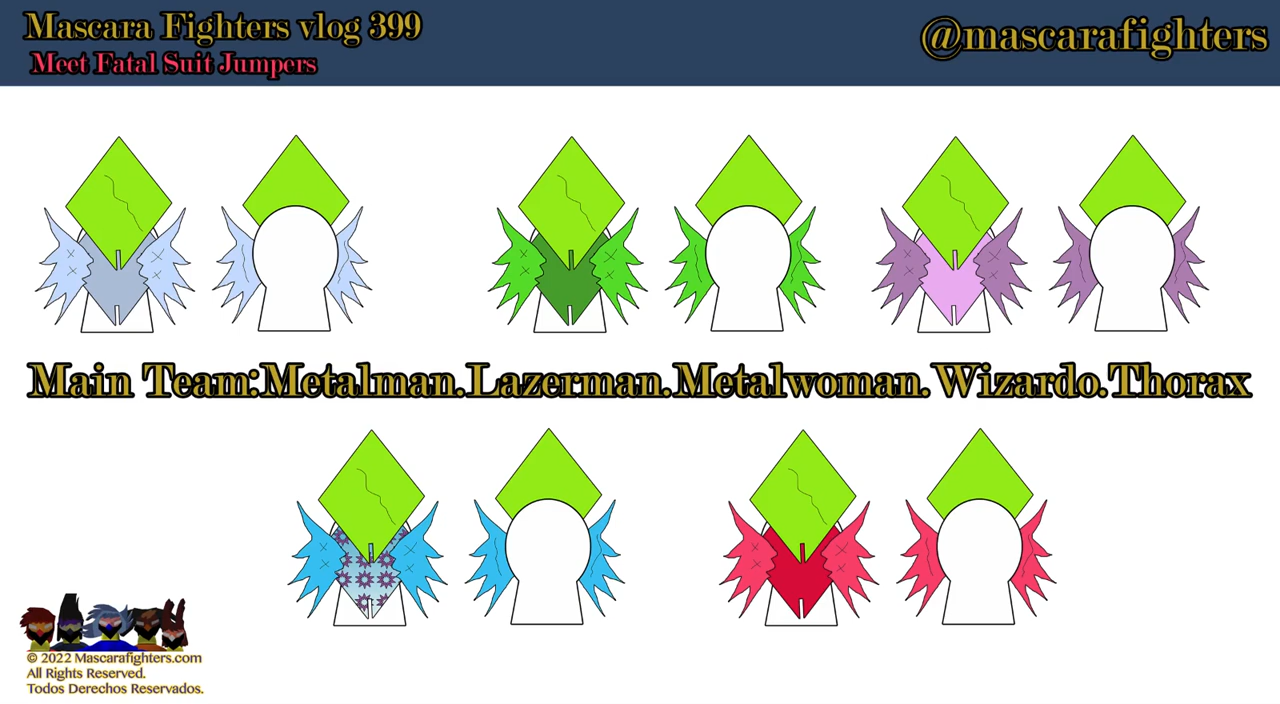 Mascara Fighters vlog 399
@mascarafighters
Meet Fatal Suit Jumpers
Main Team:Metalman.Lazerman.Metalwoman.Wizardo.Thorax
© 2022 Mascarafighters.com
All Rights Reserved.
Todos Derechos Reservados.